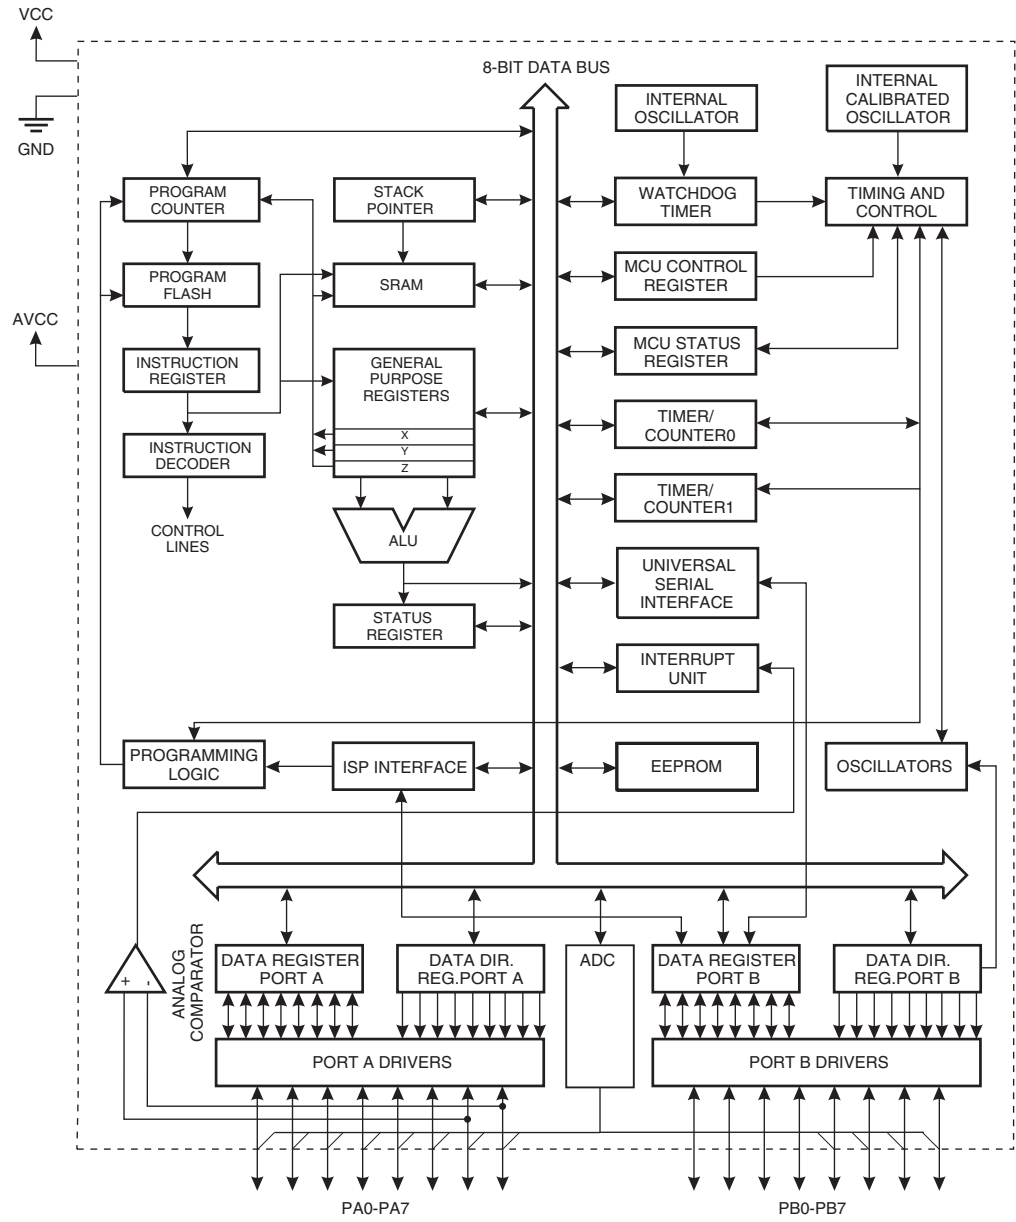 VCC
8-BIT DATA BUS
INTERNAL
OSCILLATOR
INTERNAL
CALIBRATED
OSCILLATOR
GND
PROGRAM
COUNTER
STACK
POINTER
WATCHDOG
TIMER
TIMING AND
CONTROL
PROGRAM
FLASH
SRAM
MCU CONTROL
REGISTER
AVCC
INSTRUCTION
REGISTER
GENERAL
PURPOSE
REGISTERS
X
Y
Z
MCU STATUS
REGISTER
INSTRUCTION
DECODER
TIMER/
COUNTER0
CONTROL
LINES
ALU
TIMER/
COUNTER1
UNIVERSAL
SERIAL
INTERFACE
STATUS
REGISTER
INTERRUPT
UNIT
PROGRAMMING
LOGIC
ISP INTERFACE
EEPROM
OSCILLATORS
+
-
ANALOG
COMPARATOR
DATA REGISTER
PORT A
DATA DIR.
REG.PORT A
ADC
DATA REGISTER
PORT B
DATA DIR.
REG.PORT B
PORT A DRIVERS
PORT B DRIVERS
PA0-PA7
PB0-PB7